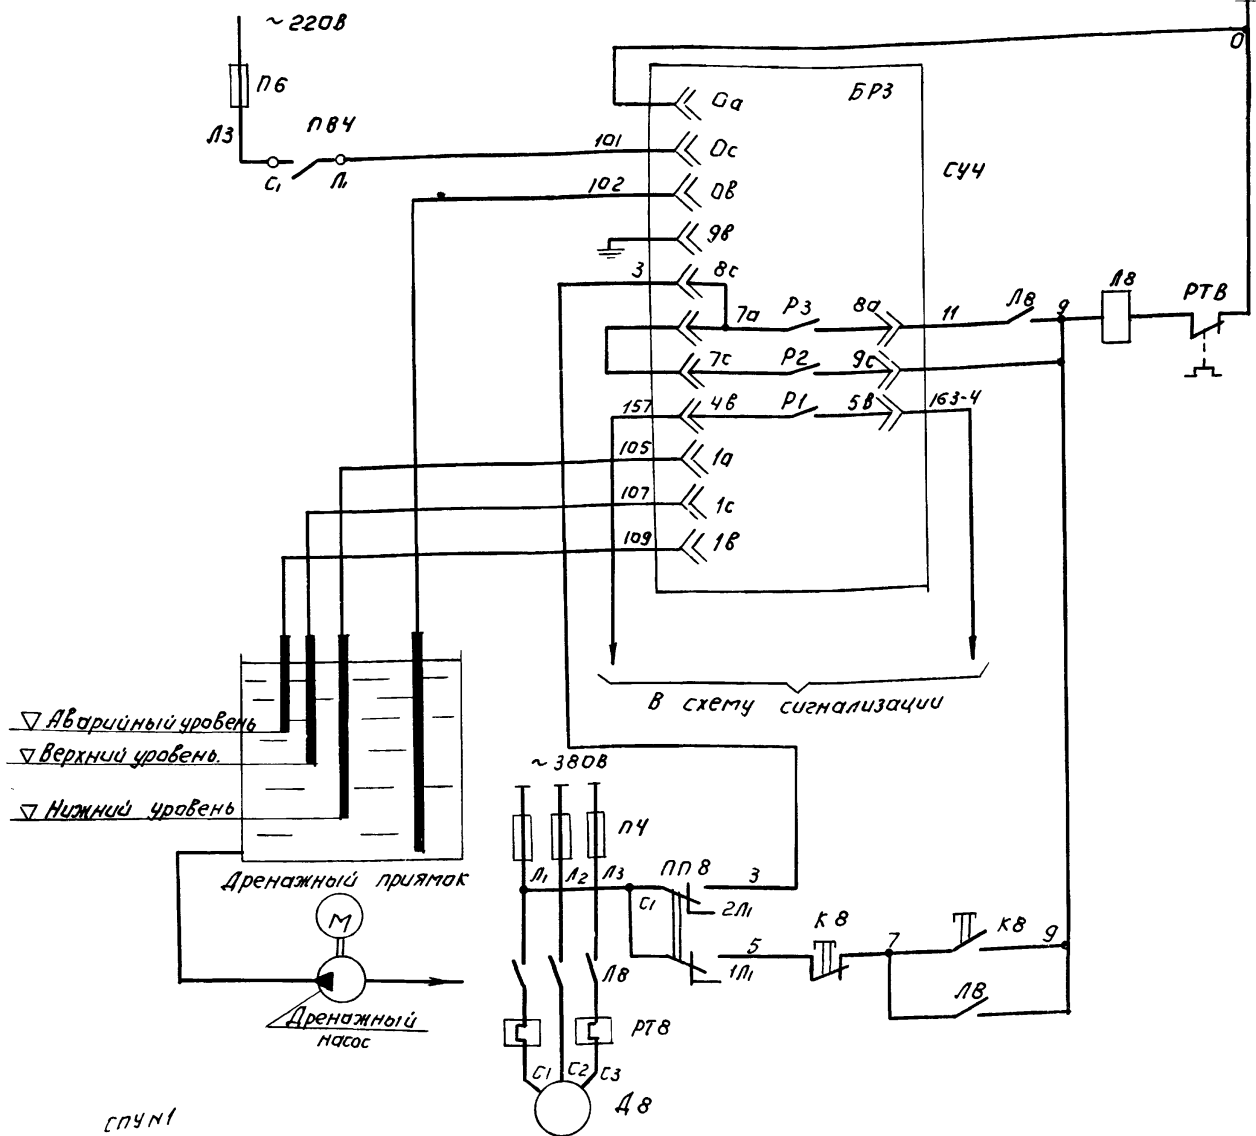 ~220В
П6
Л3
ПВ4
С₁
Л₁
101
102
0
БР3
СУ4
0а
0с
0в
9в
8с
3
7а
Р3
8а
11
Л8
9
Л8
РТВ
7с
Р2
9с
157
4в
Р1
5в
163-4
105
1а
107
1с
109
1в
В схему сигнализации
▽ Аварийный уровень
▽ Верхний уровень.
▽ Нижний уровень
Дренажный приямок
М
Дренажный
насос
~380В
П4
Л₁
Л₂
Л3
ПП8
3
С₁
2Л₁
5
1Л₁
К8
7
К8
9
Л8
Л8
РТ8
С1
С2
С3
Д8
СПУN1